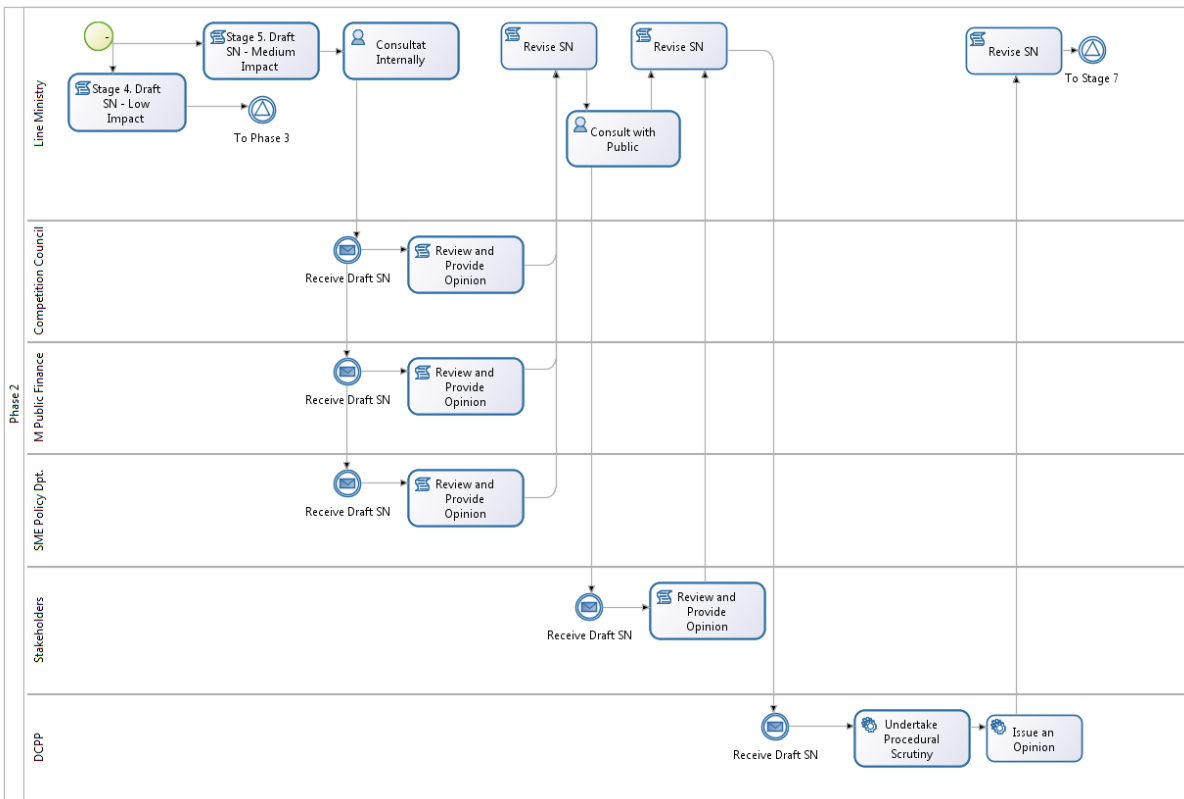 Phase 2
Line Ministry
Stage 5. Draft
SN - Medium
Impact
Consultat
Internally
Revise SN
Revise SN
Revise SN
To Stage 7
Stage 4. Draft
SN - Low
Impact
To Phase 3
Consult with
Public
Competition Council
Receive Draft SN
Review and
Provide
Opinion
M Public Finance
Receive Draft SN
Review and
Provide
Opinion
SME Policy Dpt.
Receive Draft SN
Review and
Provide
Opinion
Stakeholders
Receive Draft SN
Review and
Provide
Opinion
DCPP
Receive Draft SN
Undertake
Procedural
Scrutiny
Issue an
Opinion